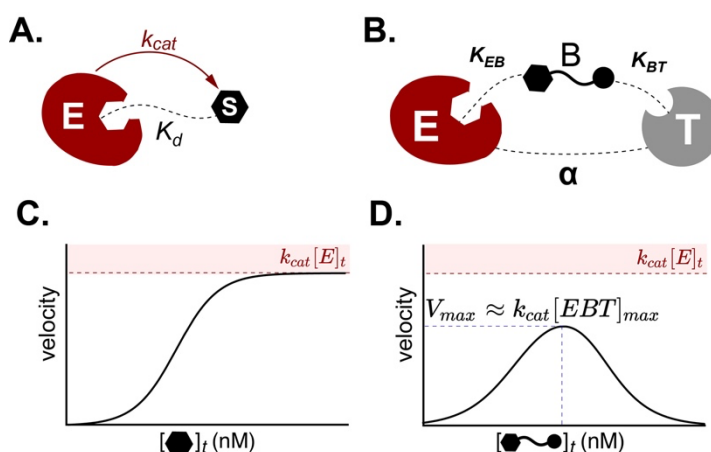 A.
k_cat
E
S
K_d
B.
K_EB
B
K_BT
E
T
α
C.
k_cat[E]_t
velocity
[ ]_t (nM)
D.
k_cat[E]_t
V_max ≈ k_cat[EBT]_max
velocity
[ ]_t (nM)